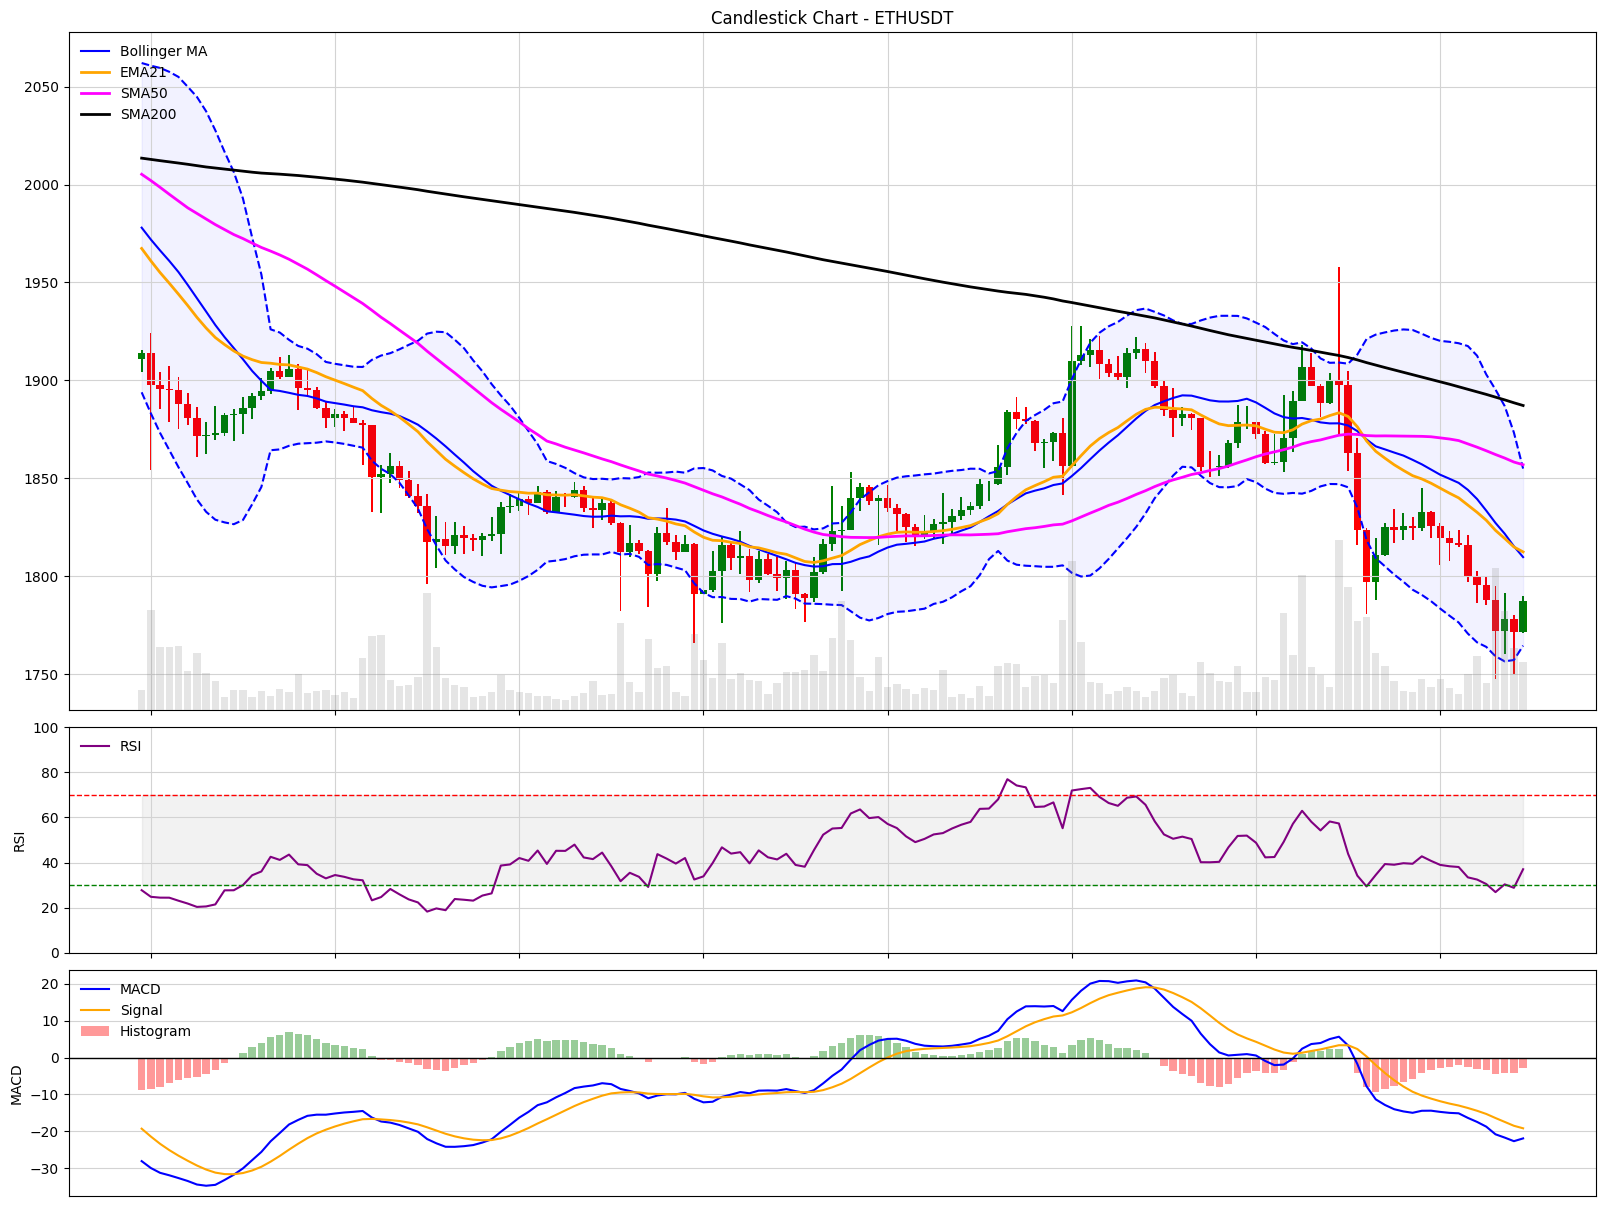 Candlestick Chart - ETHUSDT
Bollinger MA
EMA21
SMA50
SMA200
2050
2000
1950
1900
1850
1800
1750
RSI
100
80
60
40
20
0
RSI
MACD
Signal
Histogram
20
10
0
−10
−20
−30
MACD